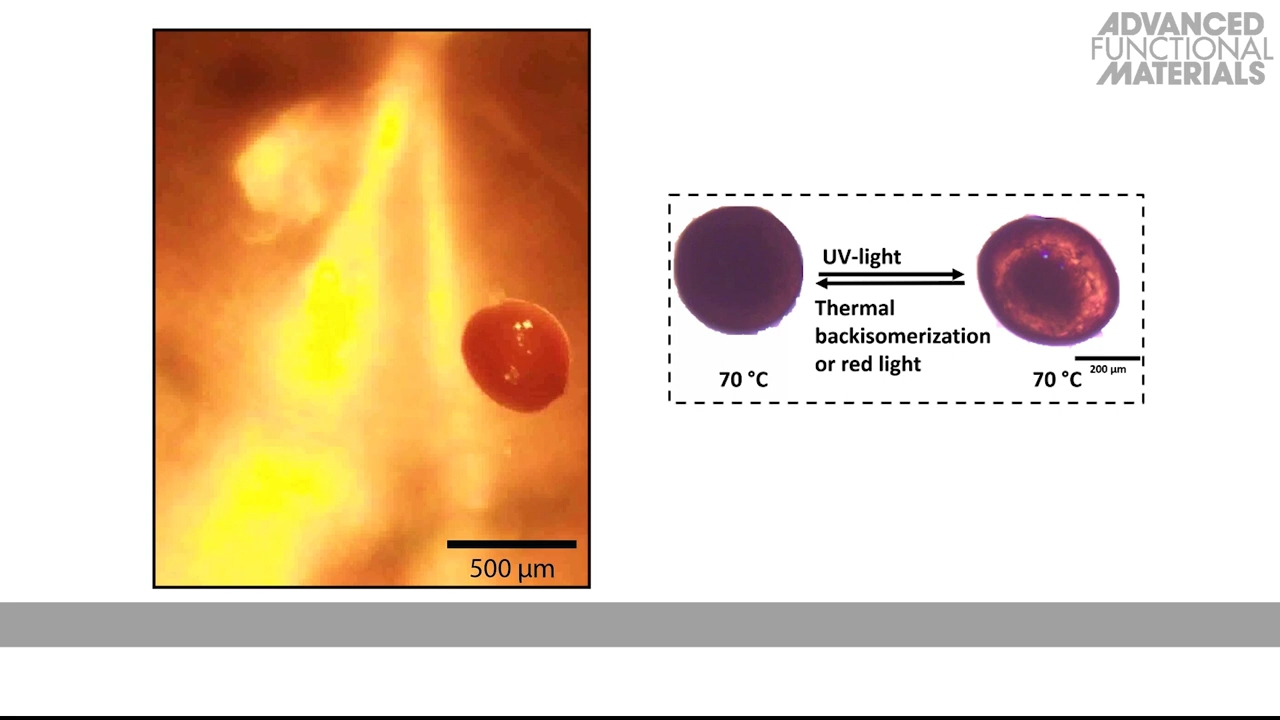 ADVANCED
FUNCTIONAL
MATERIALS
UV-light
Thermal
backisomerization
or red light
70 °C
70 °C
200 µm
500 µm